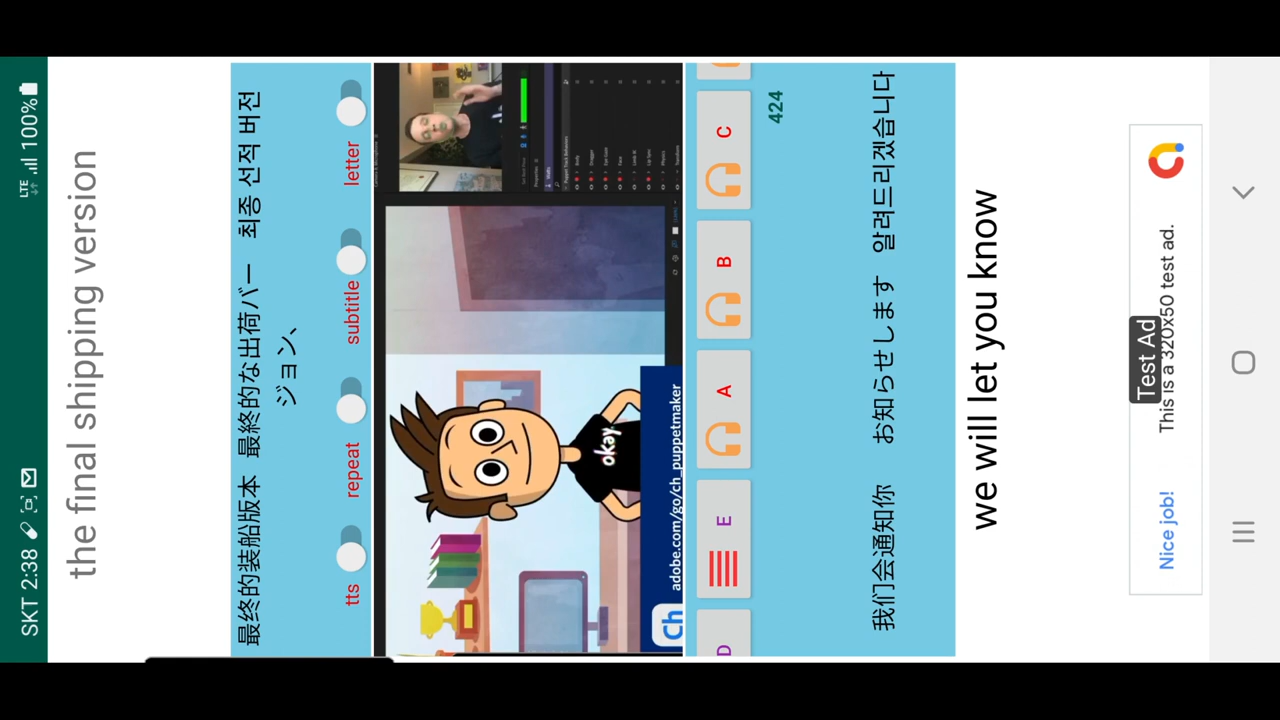 SKT 2:38
LTE
100%
the final shipping version
最终的装船版本 最終的な出荷バー 최종 선적 버전
ジョン、
tts
repeat
subtitle
letter
okay
Ch
adobe.com/go/ch_puppetmaker
D
E
A
B
C
424
我们会通知你 お知らせします 알려드리겠습니다
we will let you know
Test Ad
Nice job!
This is a 320x50 test ad.